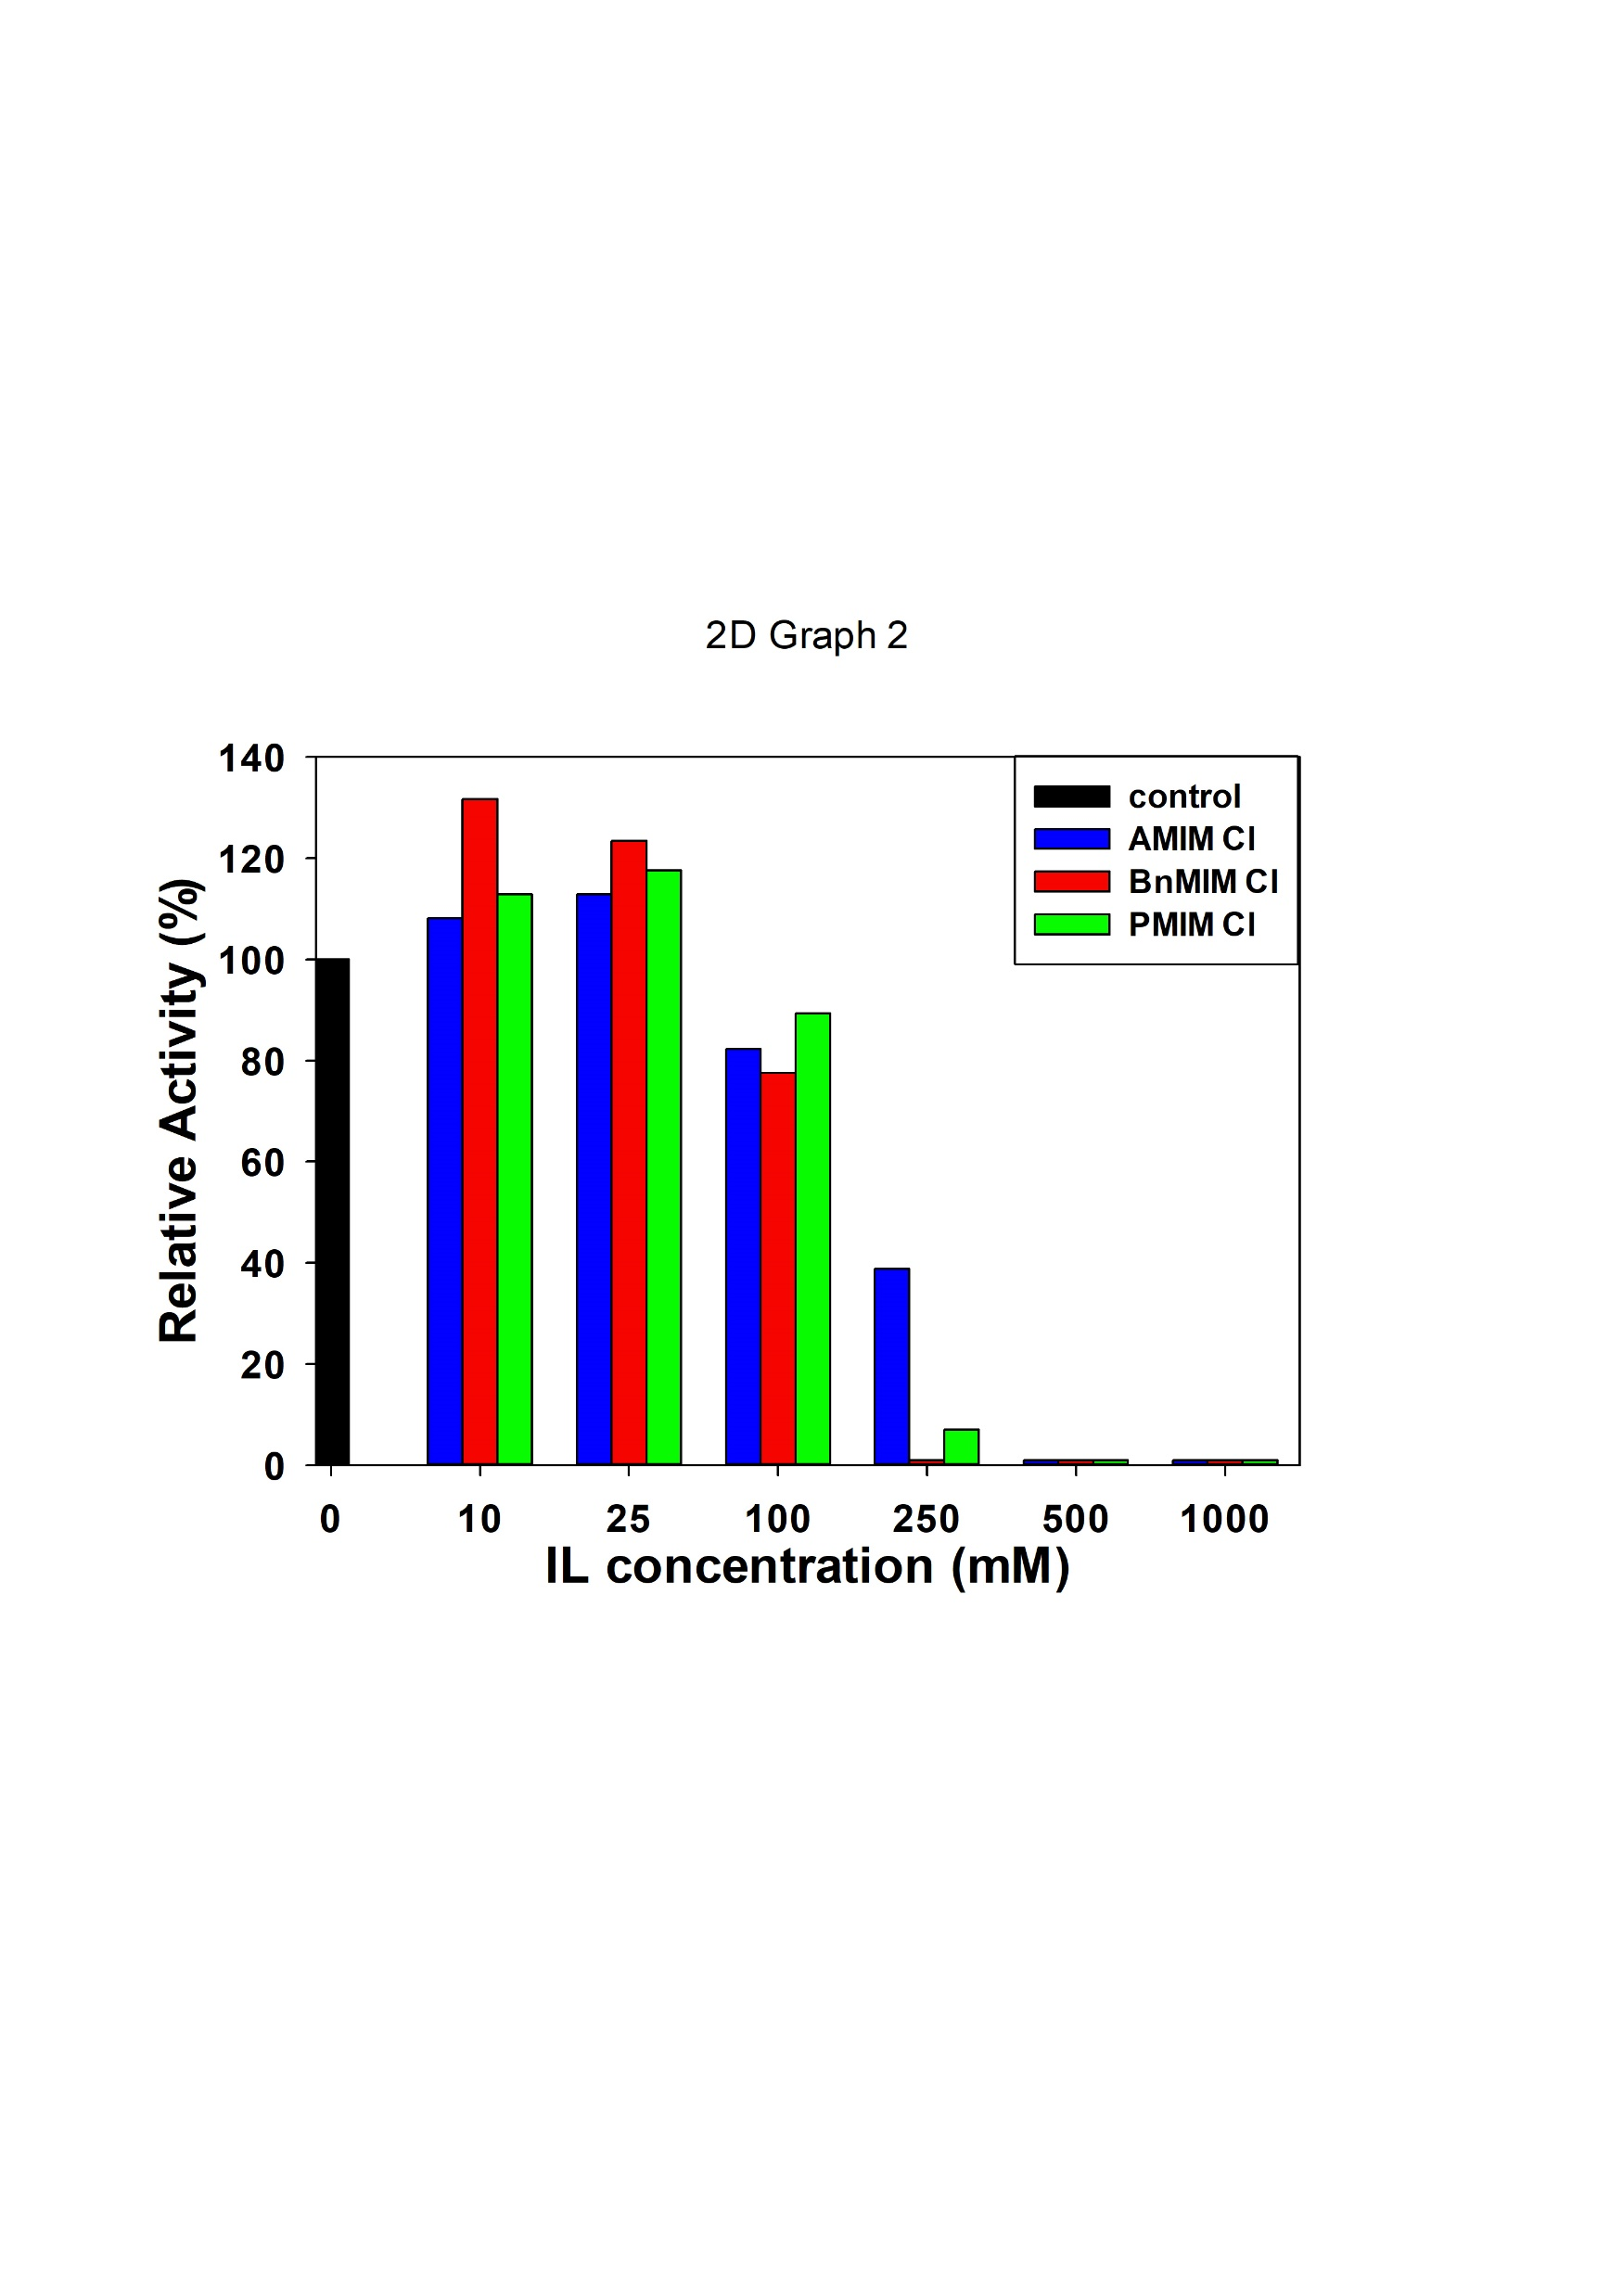 2D Graph 2
140
120
100
80
60
40
20
0
Relative Activity (%)
control
AMIM Cl
BnMIM Cl
PMIM Cl
0 10 25 100 250 500 1000
IL concentration (mM)